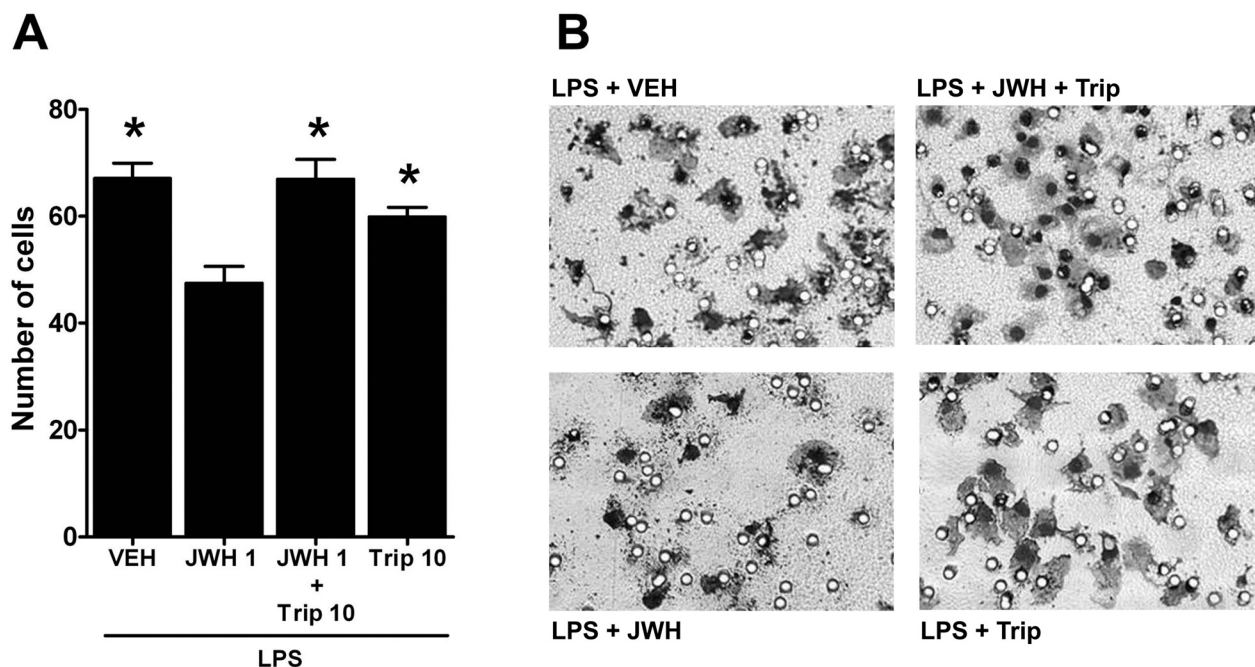 A
Number of cells
80
60
40
20
0
*
*
*
VEH
JWH 1
JWH 1
+
Trip 10
Trip 10
LPS
B
LPS + VEH
LPS + JWH + Trip
LPS + JWH
LPS + Trip